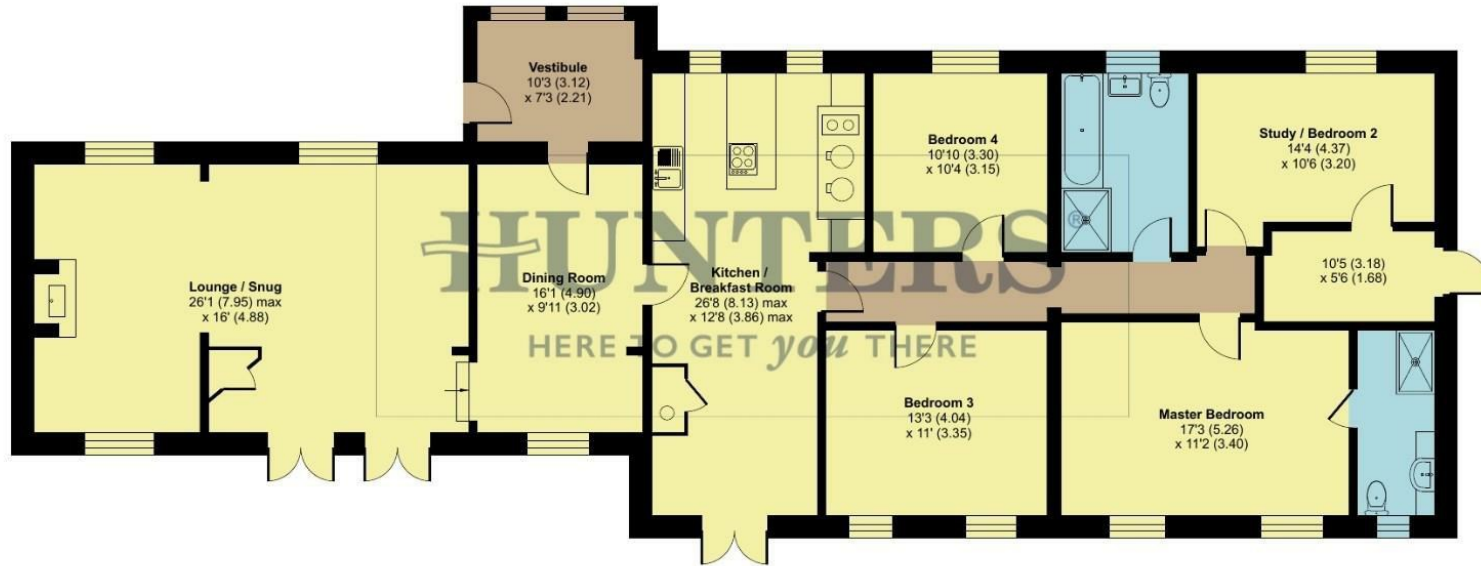 Vestibule
10'3 (3.12)
x 7'3 (2.21)
Bedroom 4
10'10 (3.30)
x 10'4 (3.15)
Study / Bedroom 2
14'4 (4.37)
x 10'6 (3.20)
HUNTERS®
HERE TO GET you THERE
Lounge / Snug
26'1 (7.95) max
x 16' (4.88)
Dining Room
16'1 (4.90)
x 9'11 (3.02)
Kitchen /
Breakfast Room
26'8 (8.13) max
x 12'8 (3.86) max
10'5 (3.18)
x 5'6 (1.68)
Bedroom 3
13'3 (4.04)
x 11' (3.35)
Master Bedroom
17'3 (5.26)
x 11'2 (3.40)